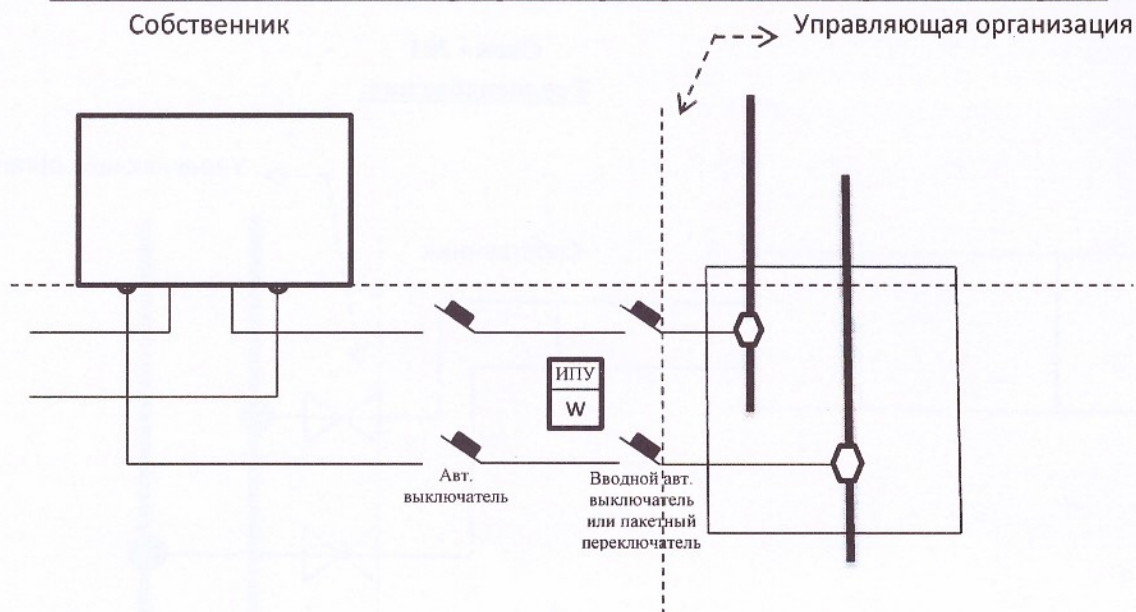 Собственник
Управляющая организация
ИПУ
W
Авт.
выключатель
Вводной авт.
выключатель
или пакетный
переключатель